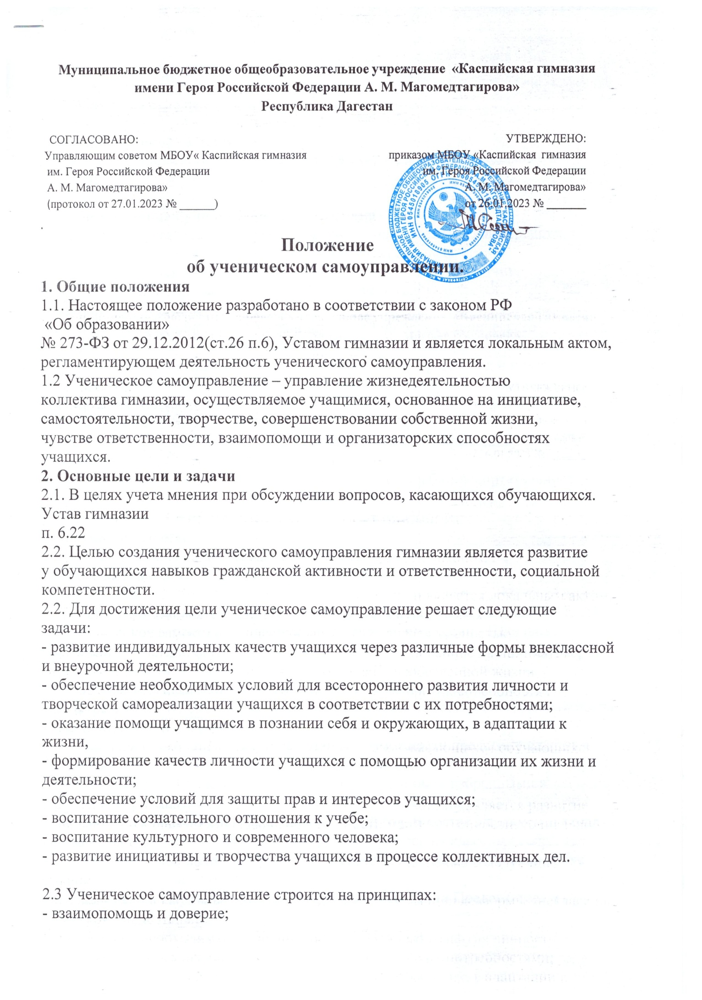 Муниципальное бюджетное общеобразовательное учреждение «Каспийская гимназия
имени Героя Российской Федерации А. М. Магомедтагирова»
Республика Дагестан
СОГЛАСОВАНО:
Управляющим советом МБОУ« Каспийская гимназия
им. Героя Российской Федерации
А. М. Магомедтагирова»
(протокол от 27.01.2023 № ______)
УТВЕРЖДЕНО:
приказом МБОУ «Каспийская гимназия
им. Героя Российской Федерации
А. М. Магомедтагирова»
от 26.01.2023 № _______
Положение
об ученическом самоуправлении.
1. Общие положения
1.1. Настоящее положение разработано в соответствии с законом РФ
«Об образовании»
№ 273-ФЗ от 29.12.2012(ст.26 п.6), Уставом гимназии и является локальным актом,
регламентирующем деятельность ученического самоуправления.
1.2 Ученическое самоуправление – управление жизнедеятельностью
коллектива гимназии, осуществляемое учащимися, основанное на инициативе,
самостоятельности, творчестве, совершенствовании собственной жизни,
чувстве ответственности, взаимопомощи и организаторских способностях
учащихся.
2. Основные цели и задачи
2.1. В целях учета мнения при обсуждении вопросов, касающихся обучающихся.
Устав гимназии
п. 6.22
2.2. Целью создания ученического самоуправления гимназии является развитие
у обучающихся навыков гражданской активности и ответственности, социальной
компетентности.
2.2. Для достижения цели ученическое самоуправление решает следующие
задачи:
- развитие индивидуальных качеств учащихся через различные формы внеклассной
и внеурочной деятельности;
- обеспечение необходимых условий для всестороннего развития личности и
творческой самореализации учащихся в соответствии с их потребностями;
- оказание помощи учащимся в познании себя и окружающих, в адаптации к
жизни,
- формирование качеств личности учащихся с помощью организации их жизни и
деятельности;
- обеспечение условий для защиты прав и интересов учащихся;
- воспитание сознательного отношения к учебе;
- воспитание культурного и современного человека;
- развитие инициативы и творчества учащихся в процессе коллективных дел.
2.3 Ученическое самоуправление строится на принципах:
- взаимопомощь и доверие;